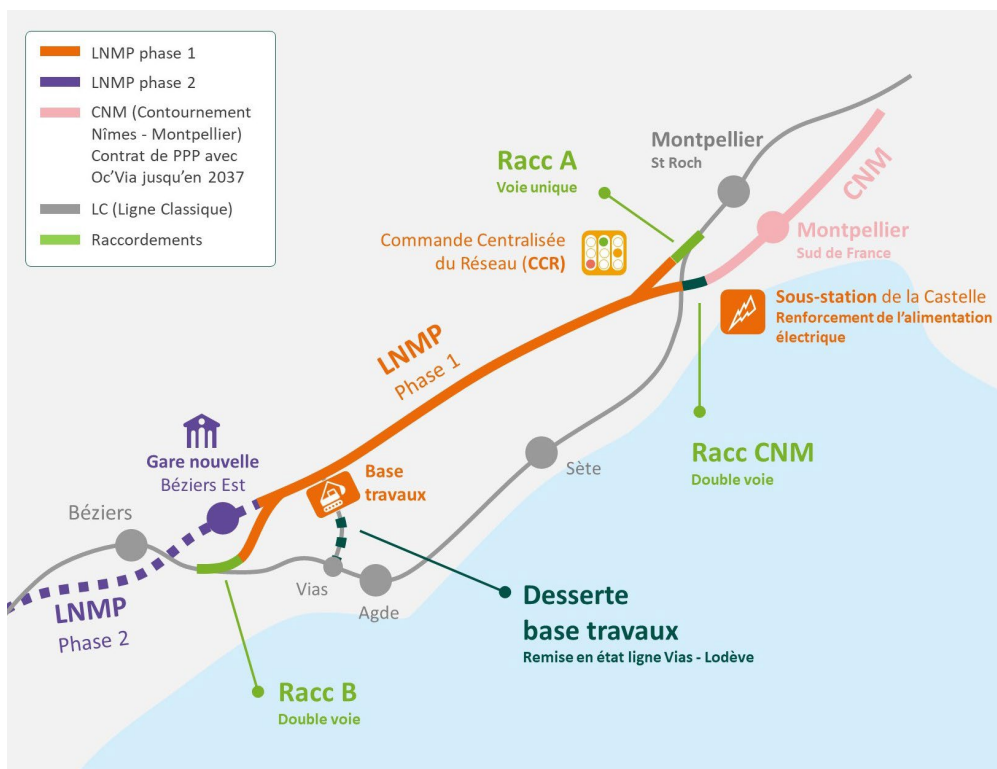 LNMP phase 1
LNMP phase 2
CNM (Contournement
Nîmes - Montpellier)
Contrat de PPP avec
Oc'Via jusqu'en 2037
LC (Ligne Classique)
Raccordements
Montpellier
St Roch
Racc A
Voie unique
CNM
Commande Centralisée
du Réseau (CCR)
Montpellier
Sud de France
Sous-station de la Castelle
Renforcement de l'alimentation
électrique
LNMP
Phase 1
Racc CNM
Double voie
Gare nouvelle
Béziers Est
Base
travaux
Sète
Béziers
Vias
Agde
LNMP
Phase 2
Desserte
base travaux
Remise en état ligne Vias - Lodève
Racc B
Double voie